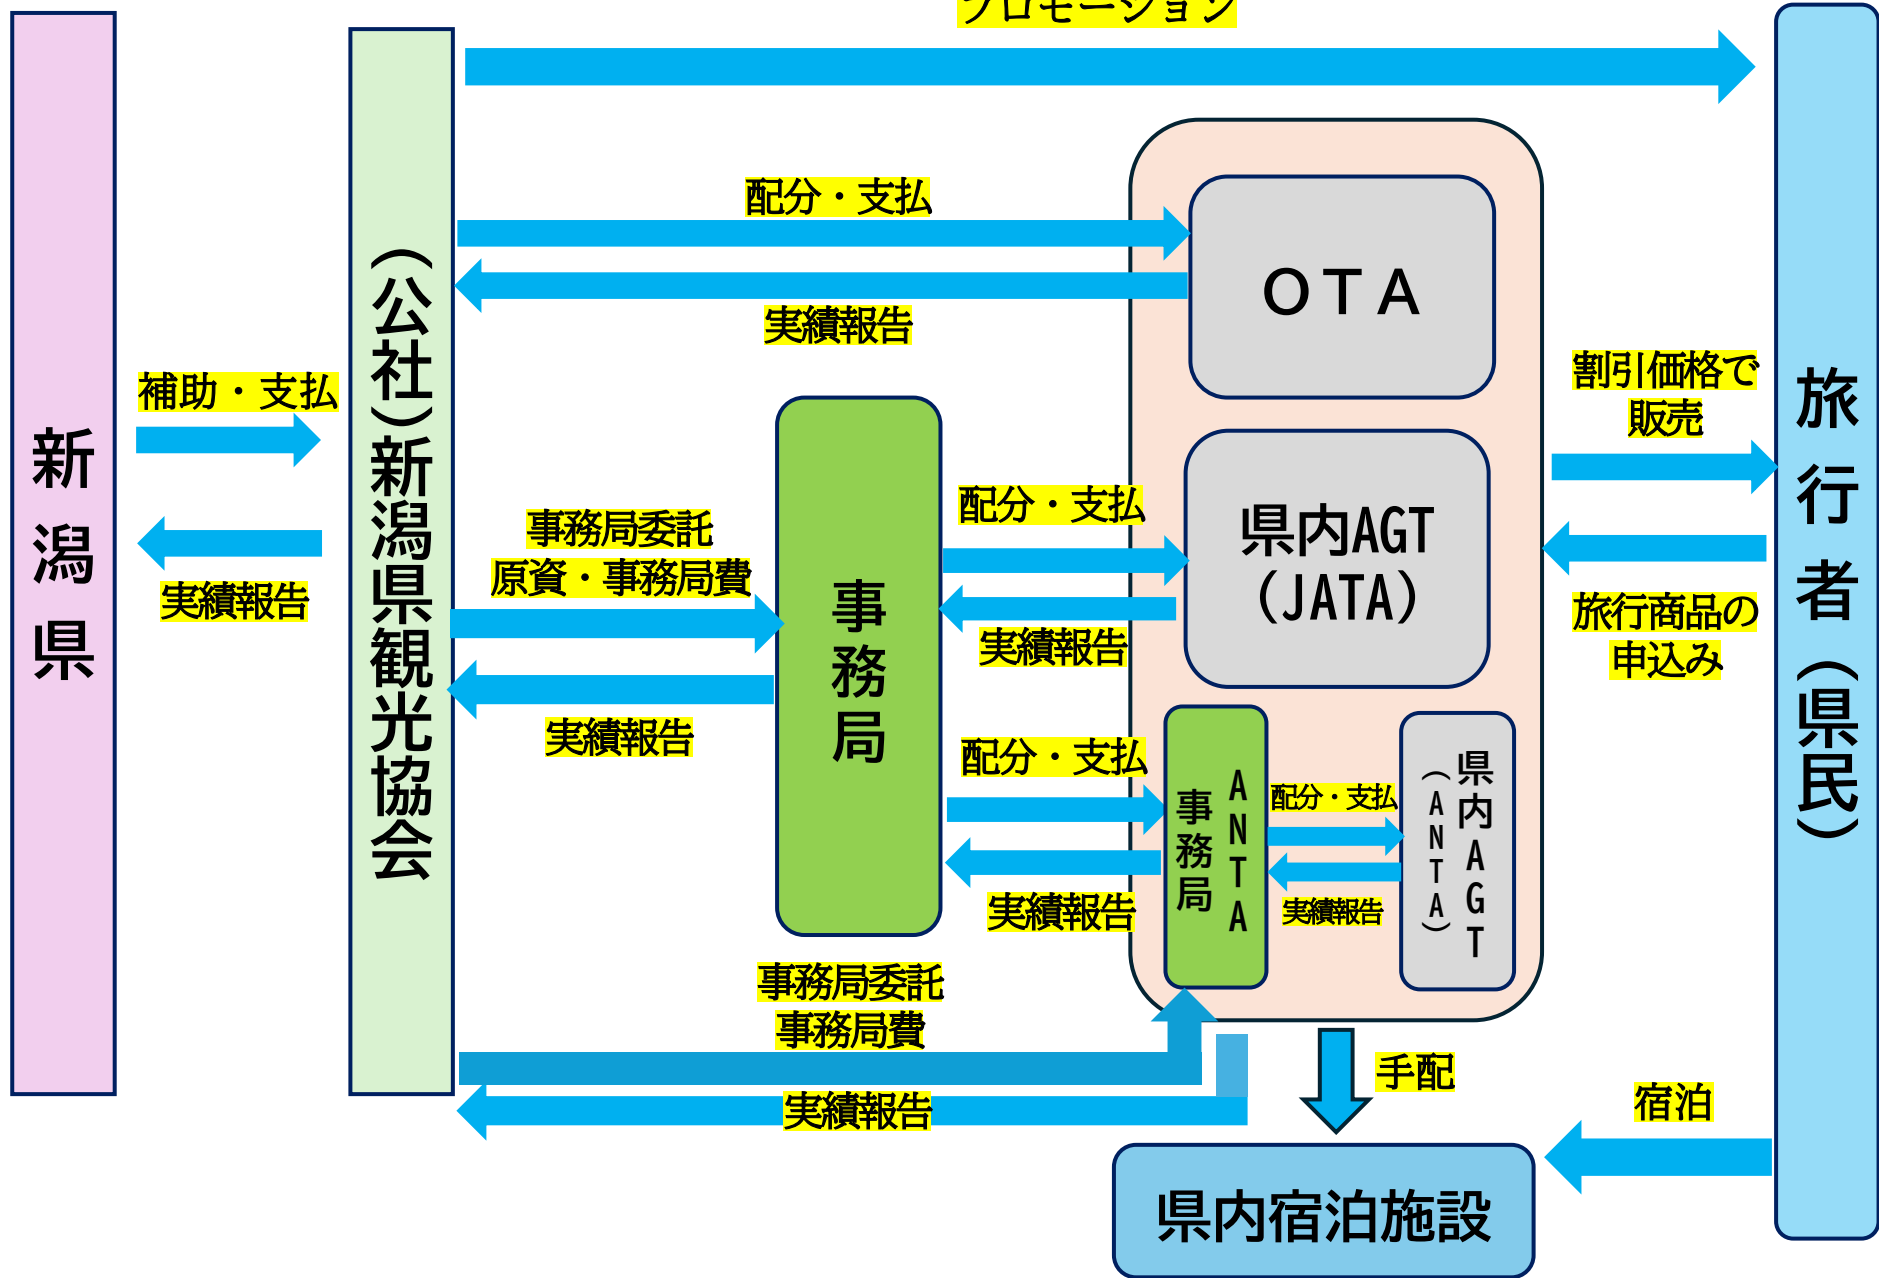 プロモーション
新潟県
補助・支払
実績報告
（公社）新潟県観光協会
配分・支払
実績報告
事務局委託
原資・事務局費
実績報告
事務局
配分・支払
実績報告
配分・支払
実績報告
ＯＴＡ
県内AGT
（JATA）
ANTA
事務局
配分・支払
実績報告
県内AGT
（ANTA）
割引価格で
販売
旅行商品の
申込み
旅行者（県民）
事務局委託
事務局費
実績報告
手配
宿泊
県内宿泊施設